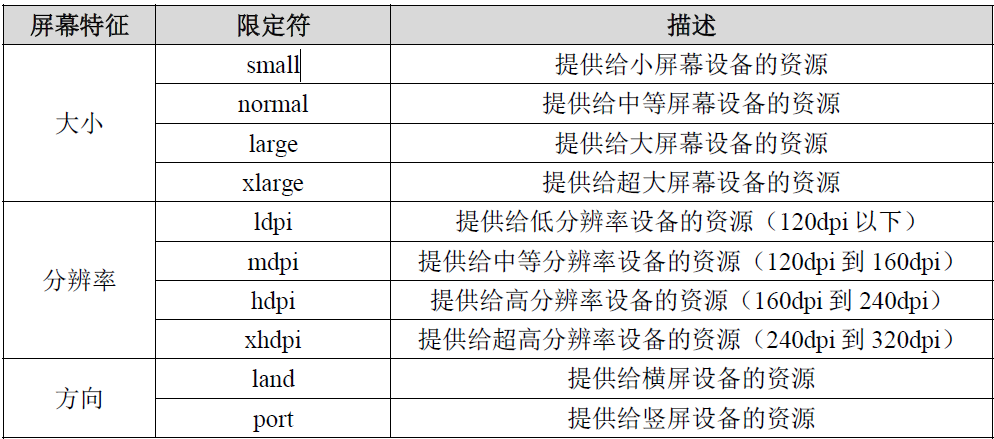 屏幕特征 限定符 描述
大小 small 提供给小屏幕设备的资源
normal 提供给中等屏幕设备的资源
large 提供给大屏幕设备的资源
xlarge 提供给超大屏幕设备的资源
分辨率 ldpi 提供给低分辨率设备的资源（120dpi 以下）
mdpi 提供给中等分辨率设备的资源（120dpi 到 160dpi）
hdpi 提供给高分辨率设备的资源（160dpi 到 240dpi）
xhdpi 提供给超高分辨率设备的资源（240dpi 到 320dpi）
方向 land 提供给横屏设备的资源
port 提供给竖屏设备的资源